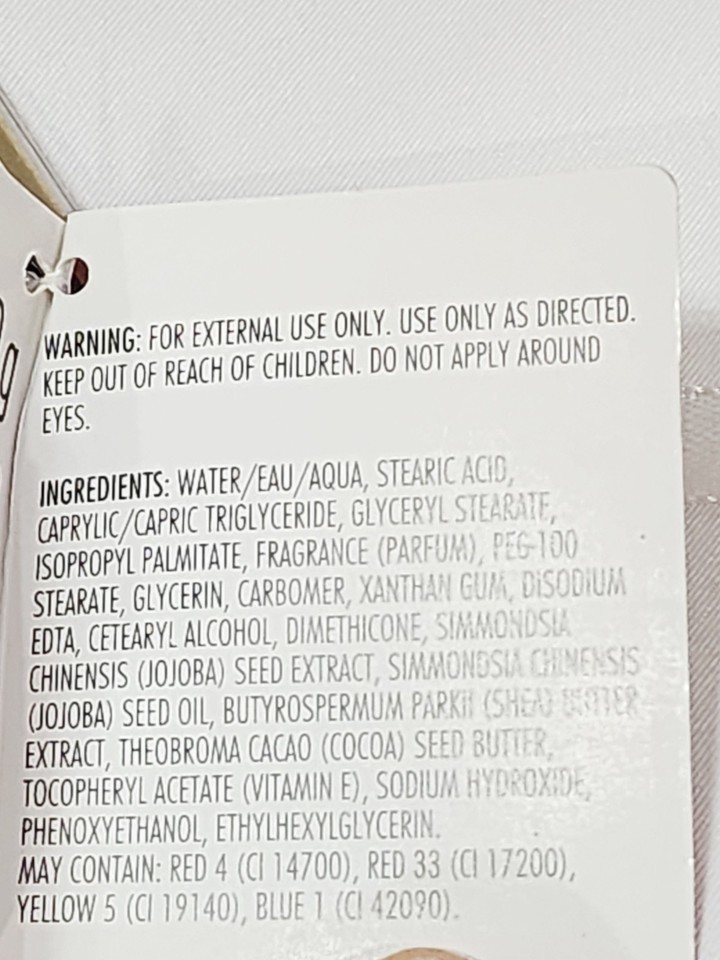 WARNING: FOR EXTERNAL USE ONLY. USE ONLY AS DIRECTED.
KEEP OUT OF REACH OF CHILDREN. DO NOT APPLY AROUND
EYES.
INGREDIENTS: WATER/EAU/AQUA, STEARIC ACID,
CAPRYLIC/CAPRIC TRIGLYCERIDE, GLYCERYL STEARATE,
ISOPROPYL PALMITATE, FRAGRANCE (PARFUM), PEG-100
STEARATE, GLYCERIN, CARBOMER, XANTHAN GUM, DISODIUM
EDTA, CETEARYL ALCOHOL, DIMETHICONE, SIMMONDSIA
CHINENSIS (JOJOBA) SEED EXTRACT, SIMMONDSIA CHINENSIS
(JOJOBA) SEED OIL, BUTYROSPERMUM PARKII (SHEA) BUTTER
EXTRACT, THEOBROMA CACAO (COCOA) SEED BUTTER,
TOCOPHERYL ACETATE (VITAMIN E), SODIUM HYDROXIDE,
PHENOXYETHANOL, ETHYLHEXYLGLYCERIN.
MAY CONTAIN: RED 4 (CI 14700), RED 33 (CI 17200),
YELLOW 5 (CI 19140), BLUE 1 (CI 42090).